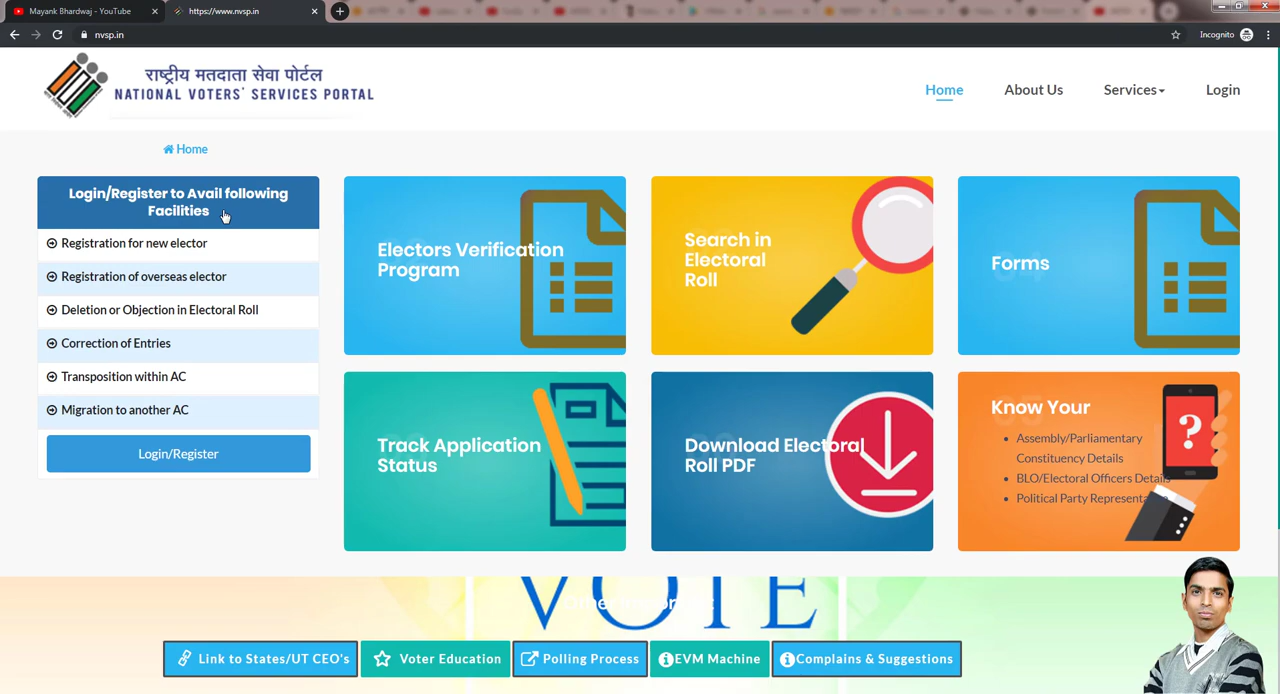 Mayank Bhardwaj - YouTube
https://www.nvsp.in
nvsp.in
Incognito
राष्ट्रीय मतदाता सेवा पोर्टल
NATIONAL VOTERS' SERVICES PORTAL
Home
About Us
Services
Login
Home
Login/Register to Avail following
Facilities
Registration for new elector
Registration of overseas elector
Deletion or Objection in Electoral Roll
Correction of Entries
Transposition within AC
Migration to another AC
Login/Register
Electors Verification
Program
Search in
Electoral
Roll
Forms
Track Application
Status
Download Electoral
Roll PDF
Know Your
Assembly/Parliamentary
Constituency Details
BLO/Electoral Officers Details
Political Party
?
VOTE
Link to States/UT CEO's
Voter Education
Polling Process
EVM Machine
Complains & Suggestions